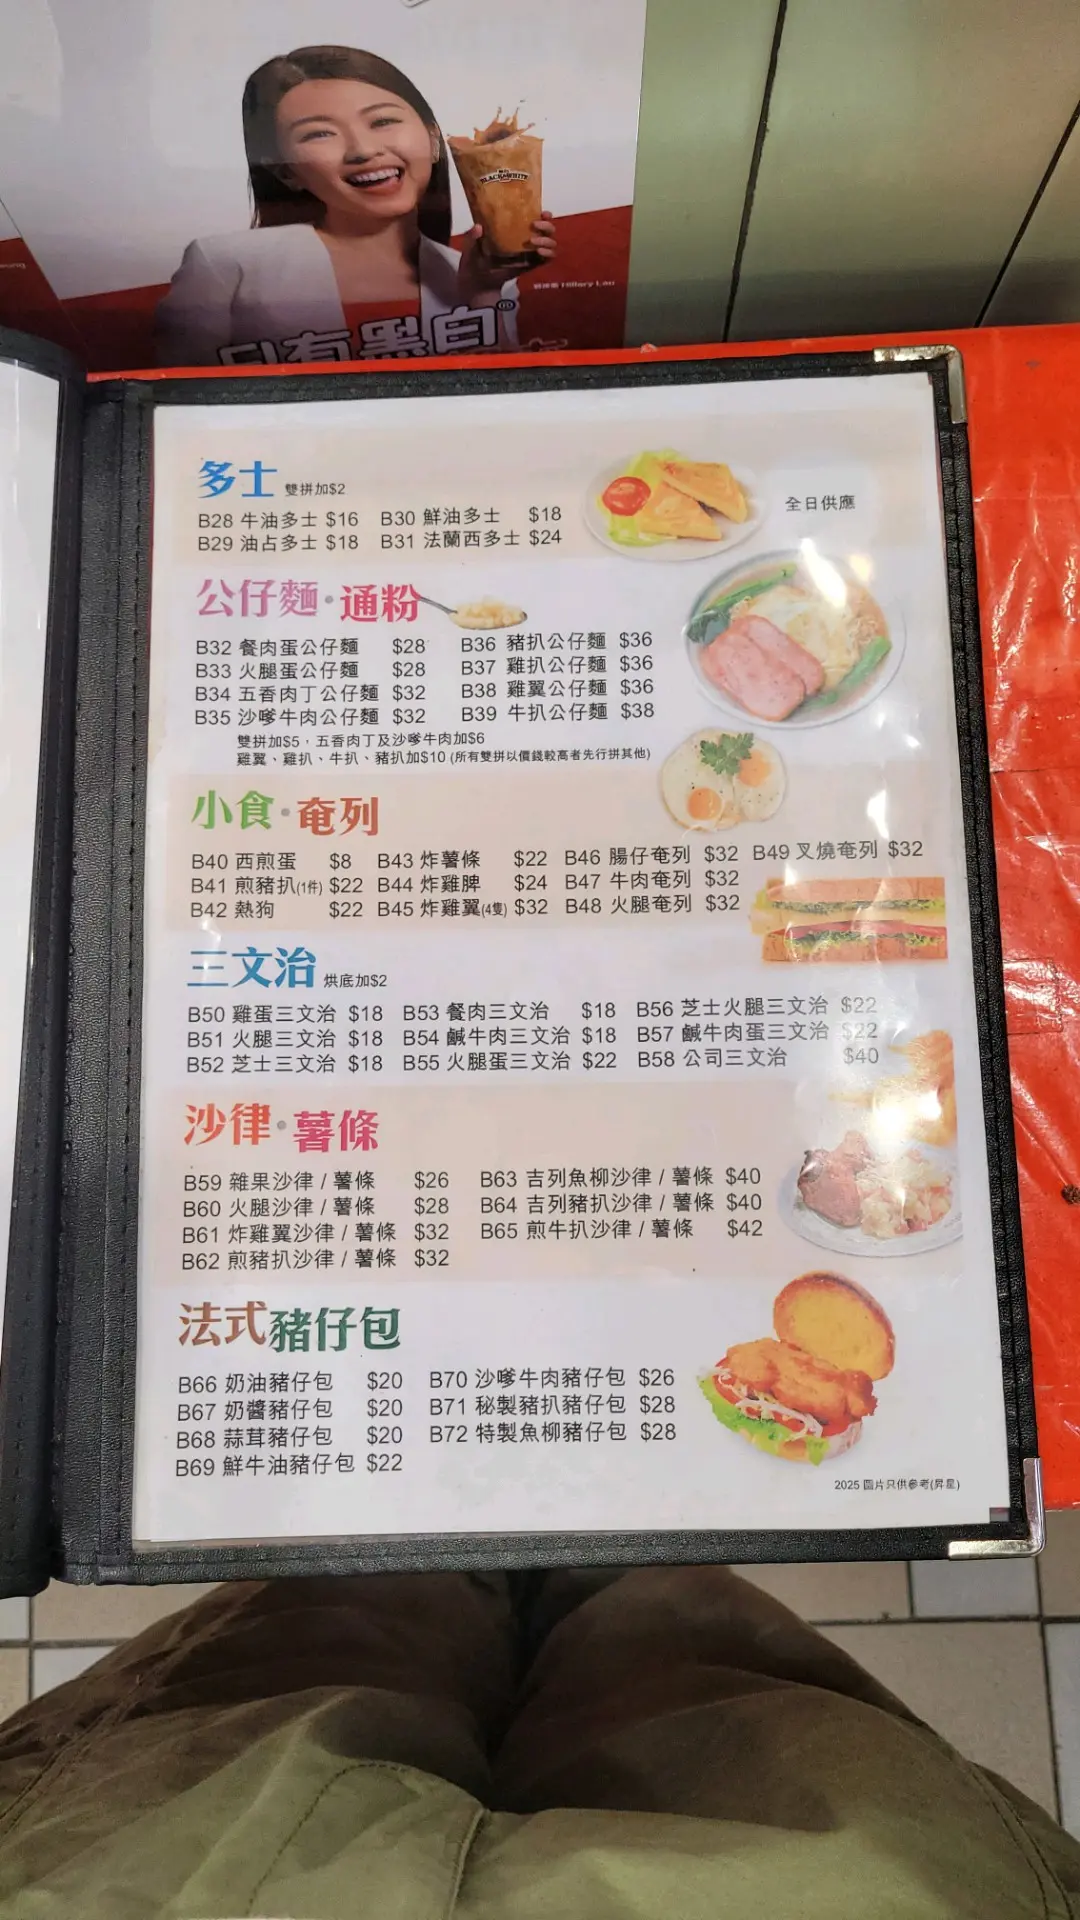 BLACK&WHITE
Hillary Lau
只有黑白®
多士 雙拼加$2
全日供應
B28 牛油多士 $16 B30 鮮油多士 $18
B29 油占多士 $18 B31 法蘭西多士 $24
公仔麵·通粉
B32 餐肉蛋公仔麵 $28 B36 豬扒公仔麵 $36
B33 火腿蛋公仔麵 $28 B37 雞扒公仔麵 $36
B34 五香肉丁公仔麵 $32 B38 雞翼公仔麵 $36
B35 沙嗲牛肉公仔麵 $32 B39 牛扒公仔麵 $38
雙拼加$5，五香肉丁及沙嗲牛肉加$6
雞翼、雞扒、牛扒、豬扒加$10 (所有雙拼以價錢較高者先行拼其他)
小食·奄列
B40 西煎蛋 $8 B43 炸薯條 $22 B46 腸仔奄列 $32 B49 叉燒奄列 $32
B41 煎豬扒(1件) $22 B44 炸雞脾 $24 B47 牛肉奄列 $32
B42 熱狗 $22 B45 炸雞翼(4隻) $32 B48 火腿奄列 $32
三文治 烘底加$2
B50 雞蛋三文治 $18 B53 餐肉三文治 $18 B56 芝士火腿三文治 $22
B51 火腿三文治 $18 B54 鹹牛肉三文治 $18 B57 鹹牛肉蛋三文治 $22
B52 芝士三文治 $18 B55 火腿蛋三文治 $22 B58 公司三文治 $40
沙律·薯條
B59 雜果沙律 / 薯條 $26 B63 吉列魚柳沙律 / 薯條 $40
B60 火腿沙律 / 薯條 $28 B64 吉列豬扒沙律 / 薯條 $40
B61 炸雞翼沙律 / 薯條 $32 B65 煎牛扒沙律 / 薯條 $42
B62 煎豬扒沙律 / 薯條 $32
法式豬仔包
B66 奶油豬仔包 $20 B70 沙嗲牛肉豬仔包 $26
B67 奶醬豬仔包 $20 B71 秘製豬扒豬仔包 $28
B68 蒜茸豬仔包 $20 B72 特製魚柳豬仔包 $28
B69 鮮牛油豬仔包 $22
2025 圖片只供參考(昇星)